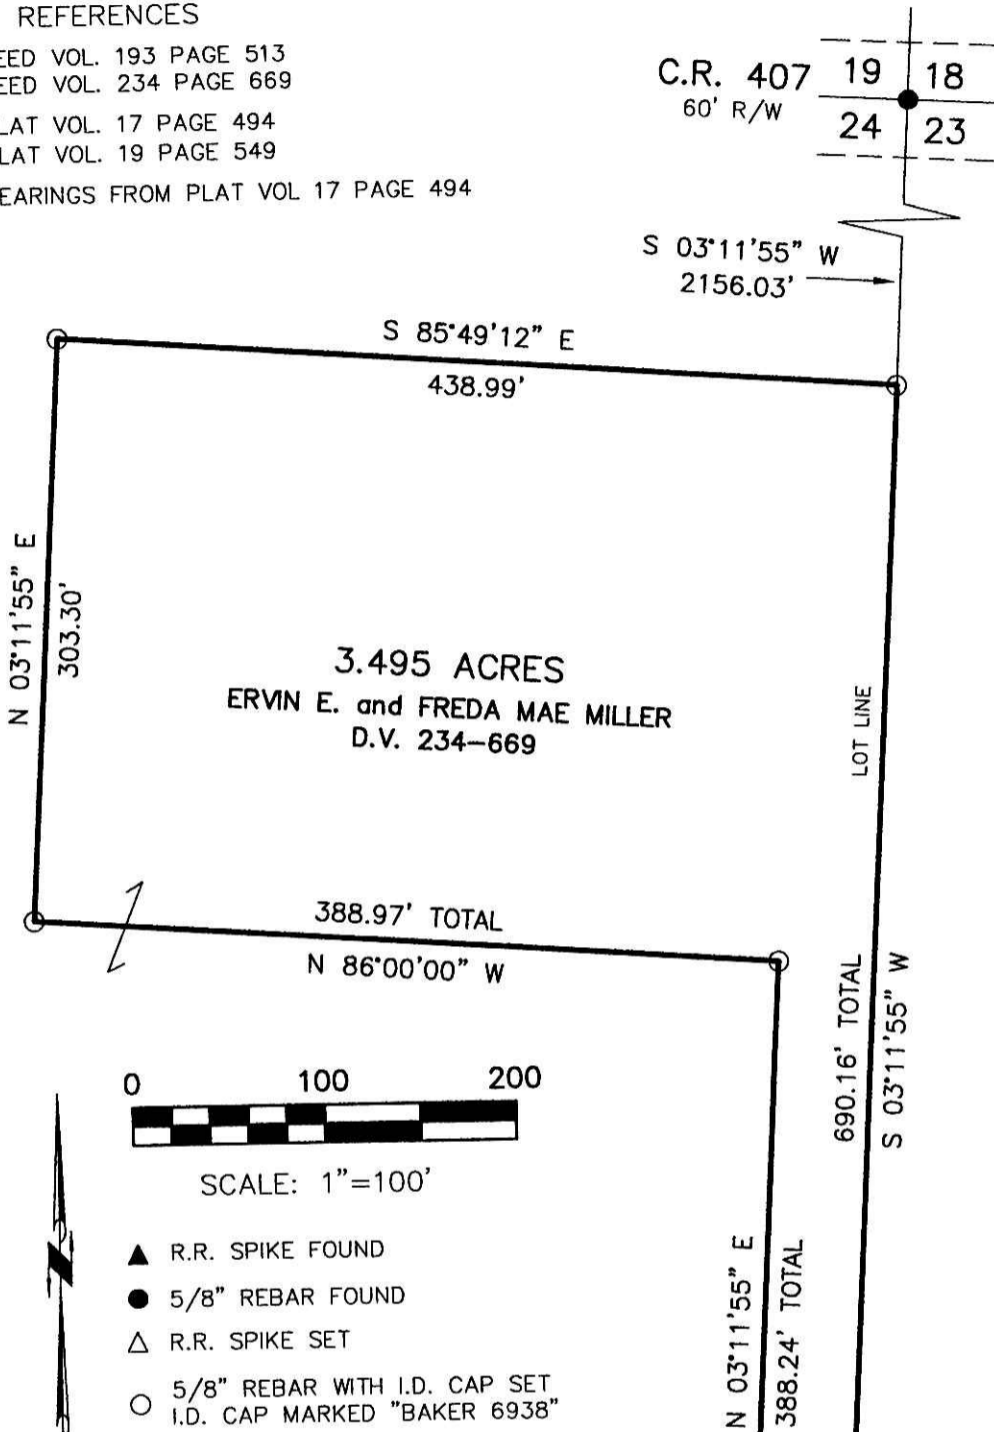 REFERENCES
EED VOL. 193 PAGE 513
EED VOL. 234 PAGE 669
LAT VOL. 17 PAGE 494
LAT VOL. 19 PAGE 549
EARINGS FROM PLAT VOL 17 PAGE 494
C.R. 407
60' R/W
19 18
24 23
S 03°11'55" W
2156.03'
S 85°49'12" E
438.99'
N 03°11'55" E
303.30'
3.495 ACRES
ERVIN E. and FREDA MAE MILLER
D.V. 234-669
LOT LINE
388.97' TOTAL
N 86°00'00" W
690.16' TOTAL
S 03°11'55" W
0 100 200
SCALE: 1"=100'
R.R. SPIKE FOUND
5/8" REBAR FOUND
R.R. SPIKE SET
5/8" REBAR WITH I.D. CAP SET
I.D. CAP MARKED "BAKER 6938"
N 03°11'55" E
388.24' TOTAL